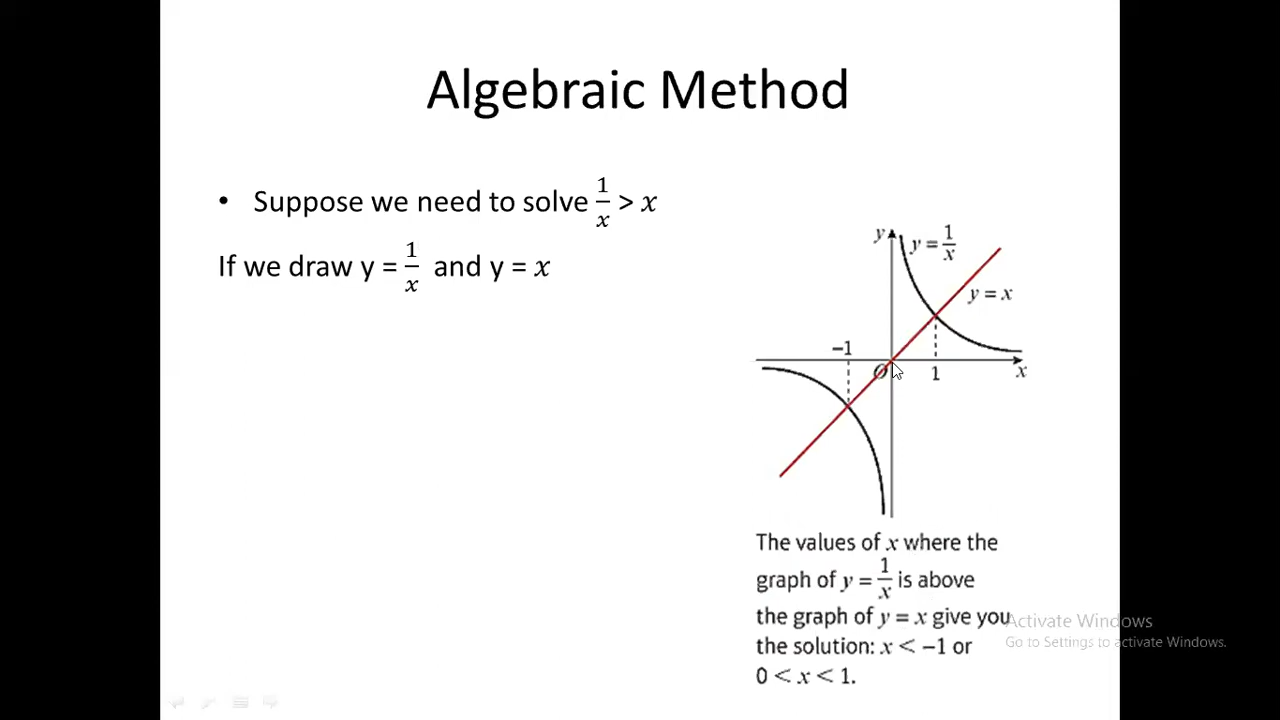 Algebraic Method
• Suppose we need to solve 1/x > x
If we draw y = 1/x and y = x
y
y = 1/x
y = x
−1
O
1
x
The values of x where the
graph of y = 1/x is above
the graph of y = x give you
the solution: x < −1 or
0 < x < 1.
Activate Windows
Go to Settings to activate Windows.